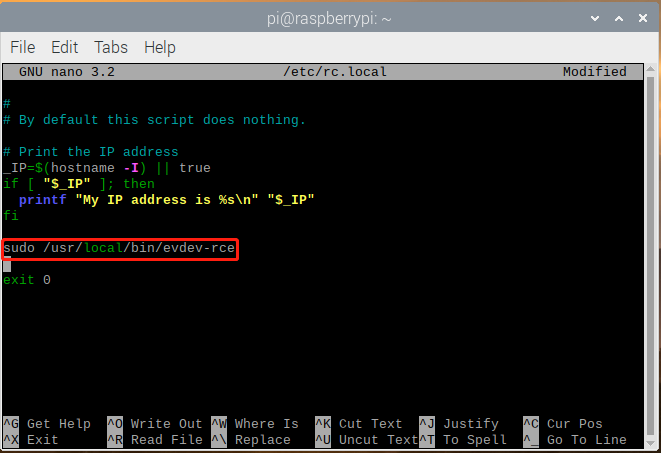 pi@raspberrypi: ~
File Edit Tabs Help
GNU nano 3.2 /etc/rc.local Modified
#
# By default this script does nothing.
# Print the IP address
_IP=$(hostname -I) || true
if [ "$_IP" ]; then
  printf "My IP address is %s\n" "$_IP"
fi
sudo /usr/local/bin/evdev-rce
exit 0
^G Get Help ^O Write Out ^W Where Is ^K Cut Text ^J Justify ^C Cur Pos
^X Exit ^R Read File ^\ Replace ^U Uncut Text ^T To Spell ^_ Go To Line